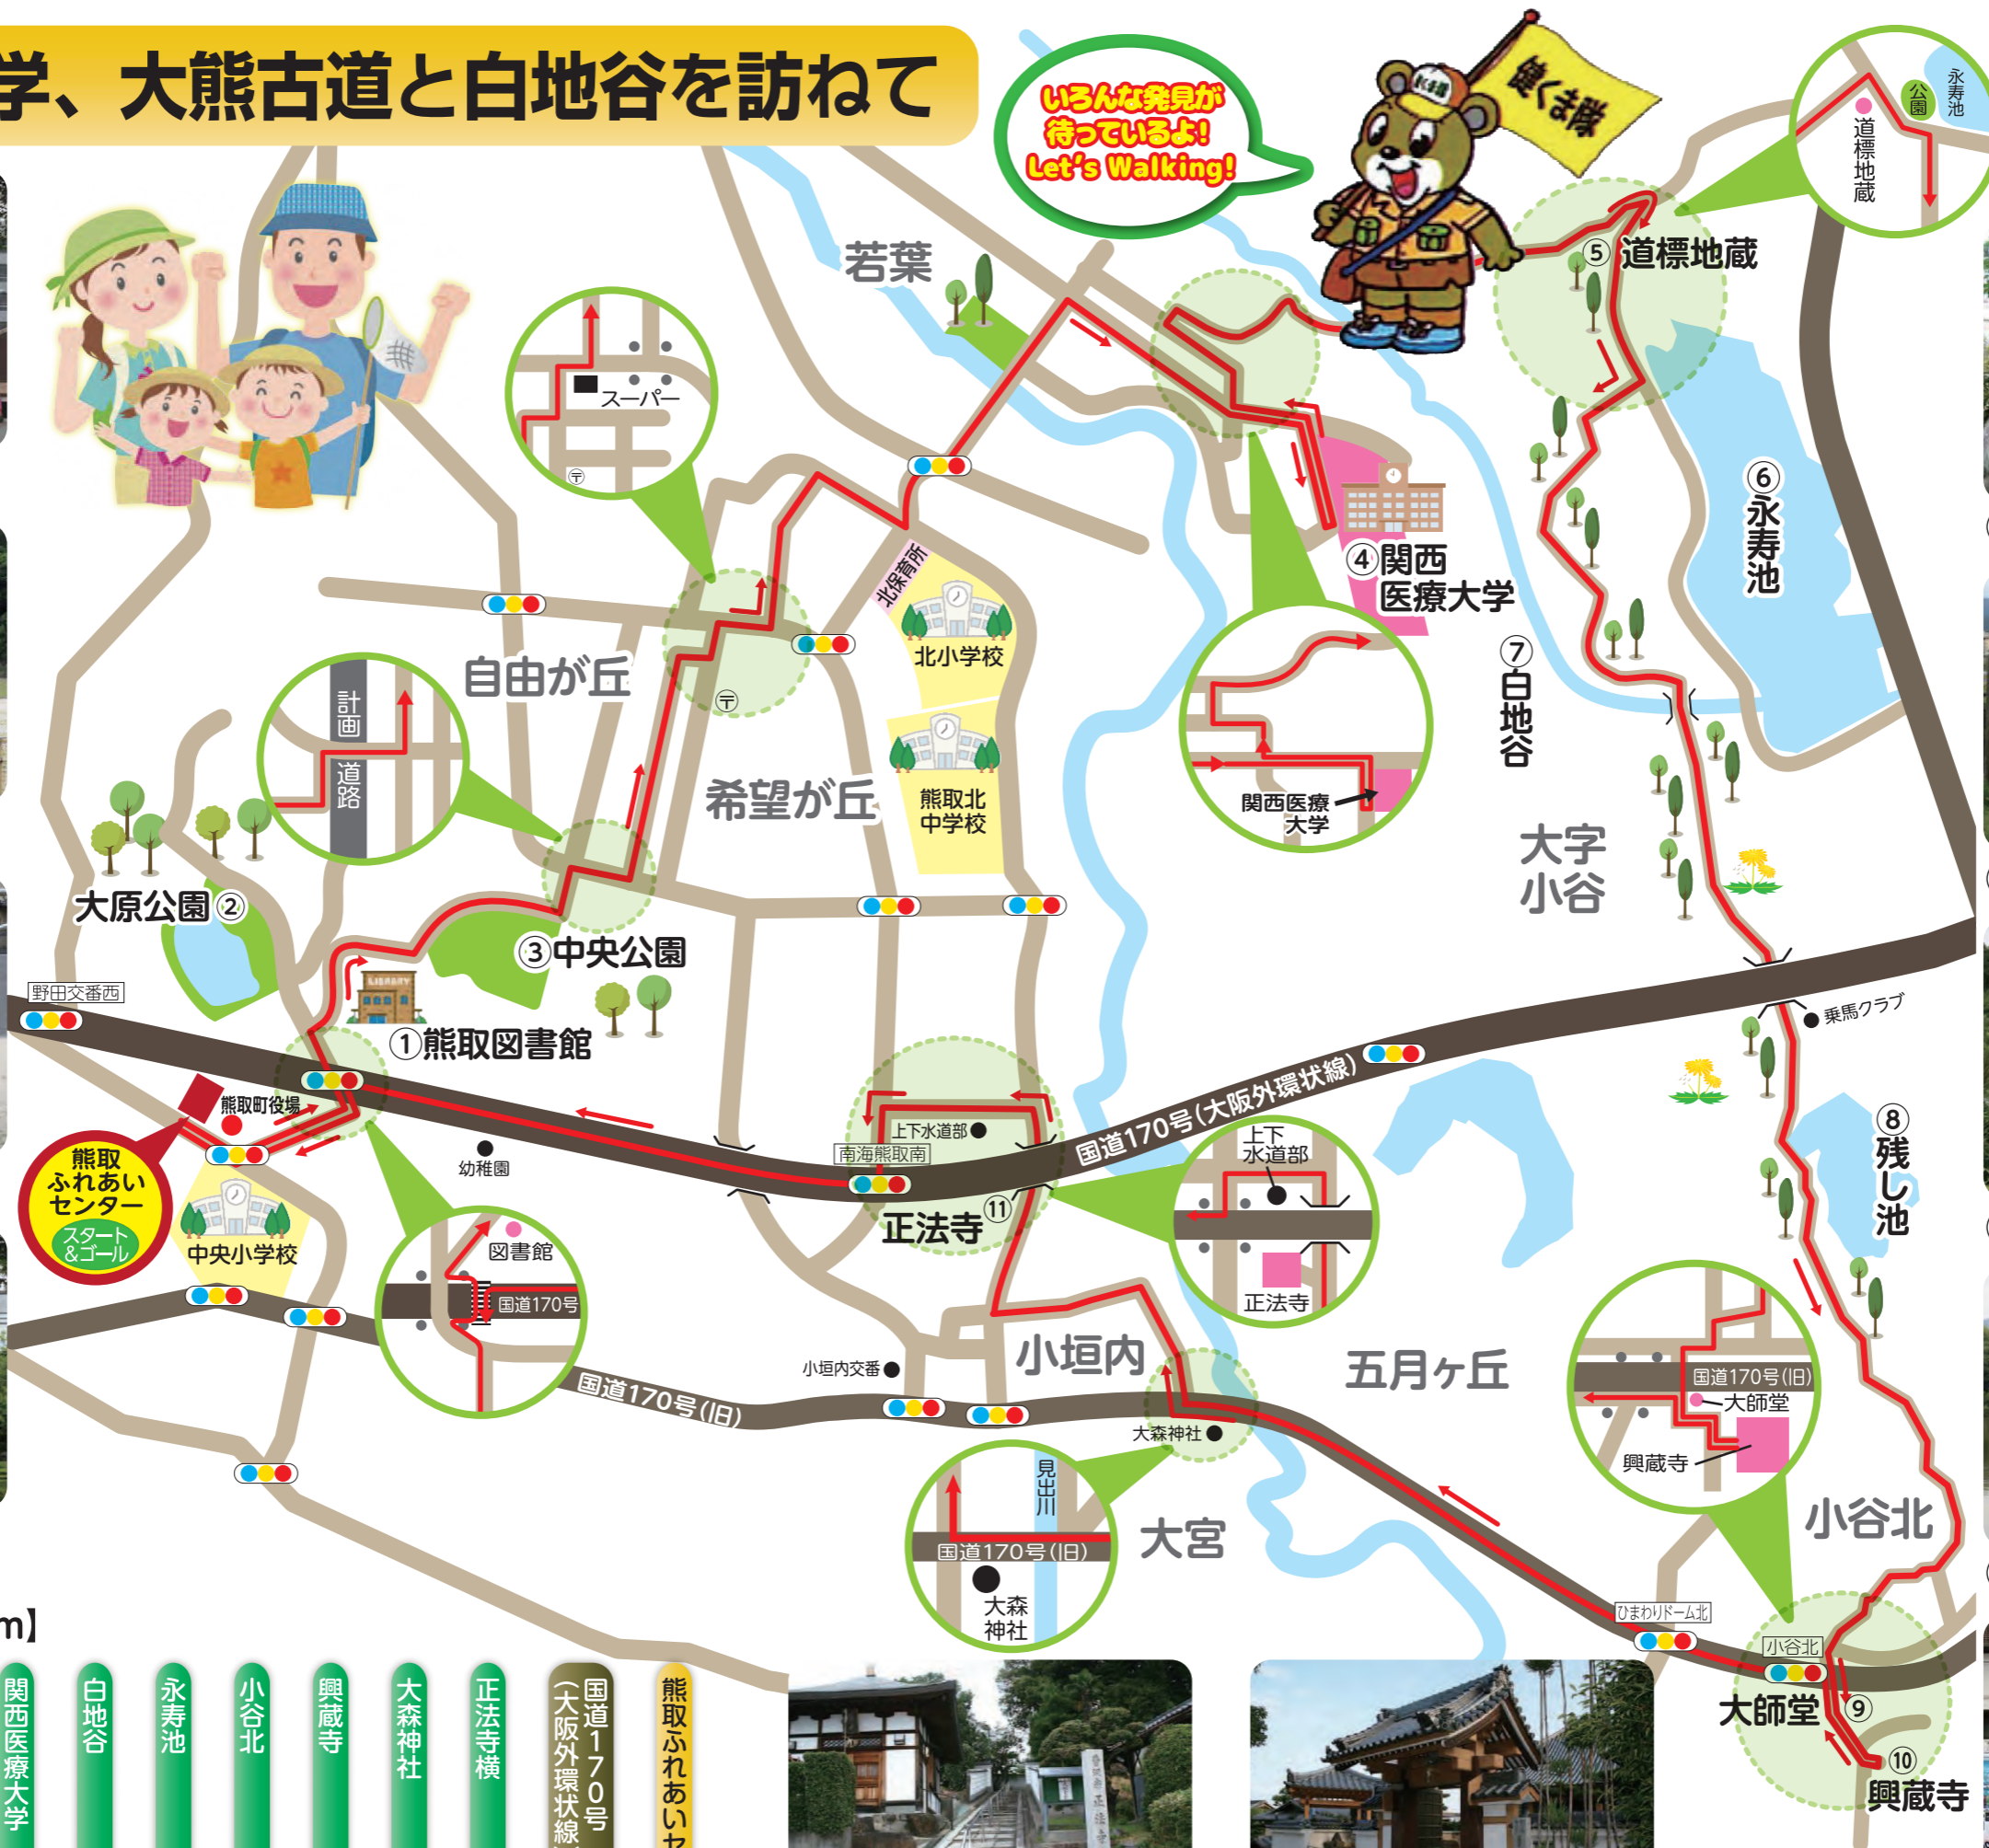 学、大熊古道と白地谷を訪ねて
いろんな発見が
待っているよ!
Let's Walking!
健くま隊
道標地蔵
公園
永寿池
若葉
⑤ 道標地蔵
スーパー
〒
⑥永寿池
北保育所
④関西
医療大学
北小学校
自由が丘
〒
⑦白地谷
計画
道路
希望が丘
熊取北
中学校
関西医療
大学
大字
小谷
大原公園②
③中央公園
野田交番西
LIBRARY
①熊取図書館
乗馬クラブ
国道170号(大阪外環状線)
熊取町役場
上下水道部
南海熊取南
幼稚園
上下
水道部
⑧残し池
熊取
ふれあい
センター
スタート
&ゴール
正法寺⑪
中央小学校
図書館
国道170号
正法寺
小垣内
五月ヶ丘
小垣内交番
国道170号(旧)
国道170号(旧)
大師堂
興蔵寺
大森神社
見出川
国道170号(旧)
大森
神社
大宮
小谷北
ひまわりドーム北
小谷北
大師堂 ⑨
⑩
興蔵寺
m】
関西医療大学
白地谷
永寿池
小谷北
興蔵寺
大森神社
正法寺横
国道170号
(大阪外環状線
熊取ふれあいセ